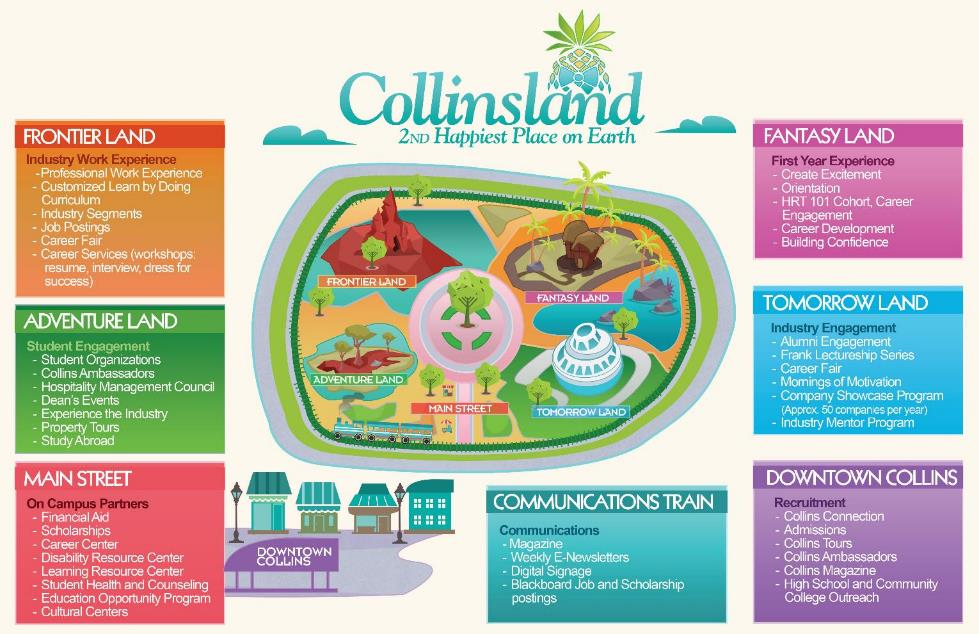 Collinsland
2ND Happiest Place on Earth
FRONTIER LAND
Industry Work Experience
-Professional Work Experience
- Customized Learn by Doing
Curriculum
- Industry Segments
- Job Postings
- Career Fair
- Career Services (workshops:
resume, interview, dress for
success)
ADVENTURE LAND
Student Engagement
- Student Organizations
- Collins Ambassadors
- Hospitality Management Council
- Dean's Events
- Experience the Industry
- Property Tours
- Study Abroad
MAIN STREET
On Campus Partners
- Financial Aid
- Scholarships
- Career Center
- Disability Resource Center
- Learning Resource Center
- Student Health and Counseling
- Education Opportunity Program
- Cultural Centers
FRONTIER LAND
FANTASY LAND
ADVENTURE LAND
MAIN STREET
TOMORROW LAND
DOWNTOWN
COLLINS
COMMUNICATIONS TRAIN
Communications
- Magazine
- Weekly E-Newsletters
- Digital Signage
- Blackboard Job and Scholarship
postings
FANTASY LAND
First Year Experience
- Create Excitement
- Orientation
- HRT 101 Cohort, Career
Engagement
- Career Development
- Building Confidence
TOMORROW LAND
Industry Engagement
- Alumni Engagement
- Frank Lectureship Series
- Career Fair
- Mornings of Motivation
- Company Showcase Program
(Approx. 50 companies per year)
- Industry Mentor Program
DOWNTOWN COLLINS
Recruitment
- Collins Connection
- Admissions
- Collins Tours
- Collins Ambassadors
- Collins Magazine
- High School and Community
College Outreach